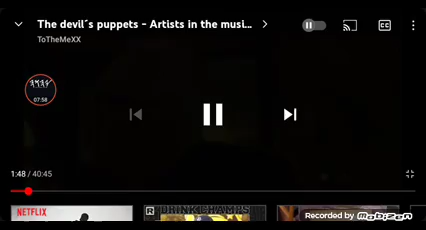 The devil´s puppets - Artists in the musi...
ToTheMeXX
CC
07:58
1:48 / 40:45
NETFLIX
R
DRINK CHAMPS
Recorded by mobizen